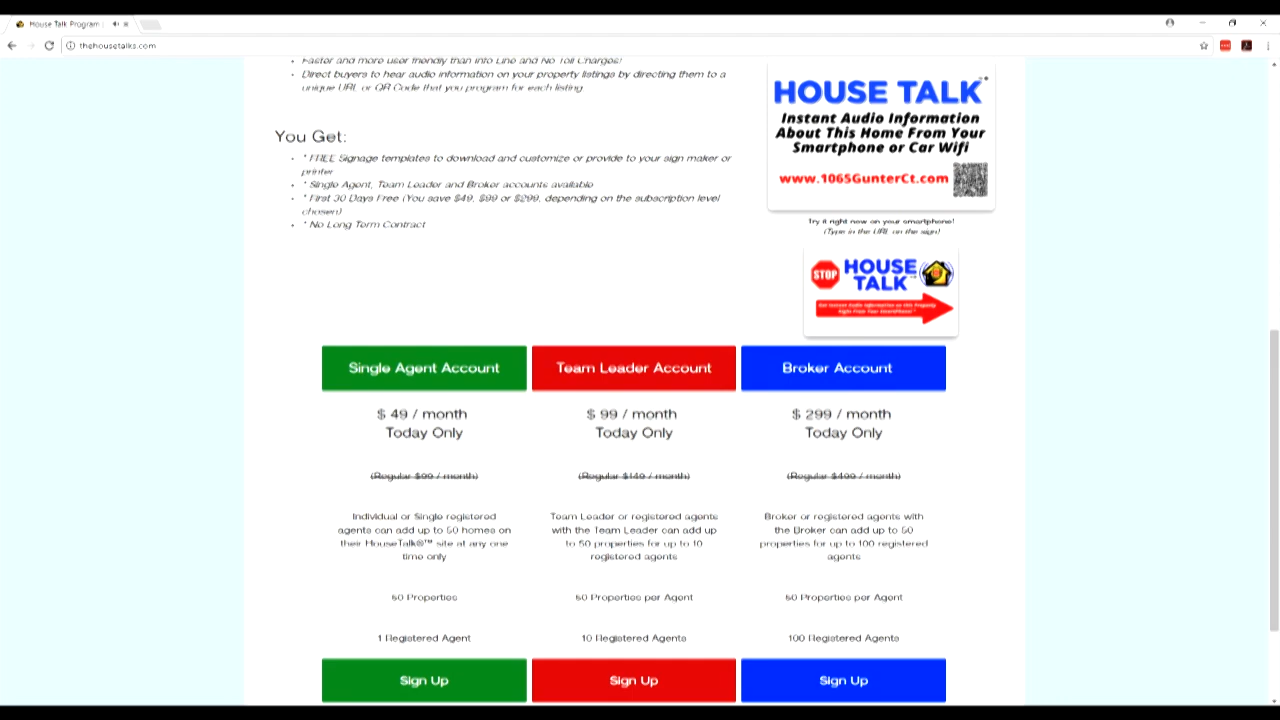 House Talk Program
thehousetalks.com
Faster and more user friendly than Info Line and No Toll Charges!
Direct buyers to hear audio information on your property listings by directing them to a
unique URL or QR Code that you program for each listing.
You Get:
* FREE Signage templates to download and customize or provide to your sign maker or
printer
* Single Agent, Team Leader and Broker accounts available
* First 30 Days Free (You save $49, $99 or $299, depending on the subscription level
chosen)
* No Long Term Contract
HOUSE TALK™
Instant Audio Information
About This Home From Your
Smartphone or Car Wifi
www.1065GunterCt.com
Try it right now on your smartphone!
(Type in the URL on the sign)
STOP
HOUSE
TALK
Get Instant Audio Information on this Property
Right From Your Smartphone!
Single Agent Account
Team Leader Account
Broker Account
$ 49 / month
Today Only
$ 99 / month
Today Only
$ 299 / month
Today Only
(Regular $99 / month)
(Regular $149 / month)
(Regular $499 / month)
Individual or Single registered
agents can add up to 50 homes on
their HouseTalk®™ site at any one
time only
Team Leader or registered agents
with the Team Leader can add up
to 50 properties for up to 10
registered agents
Broker or registered agents with
the Broker can add up to 50
properties for up to 100 registered
agents
50 Properties
50 Properties per Agent
50 Properties per Agent
1 Registered Agent
10 Registered Agents
100 Registered Agents
Sign Up
Sign Up
Sign Up